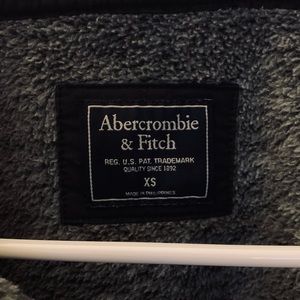 Abercrombie
& Fitch
REG. U.S. PAT. TRADEMARK
QUALITY SINCE 1892
XS
MADE IN PHILIPPINES